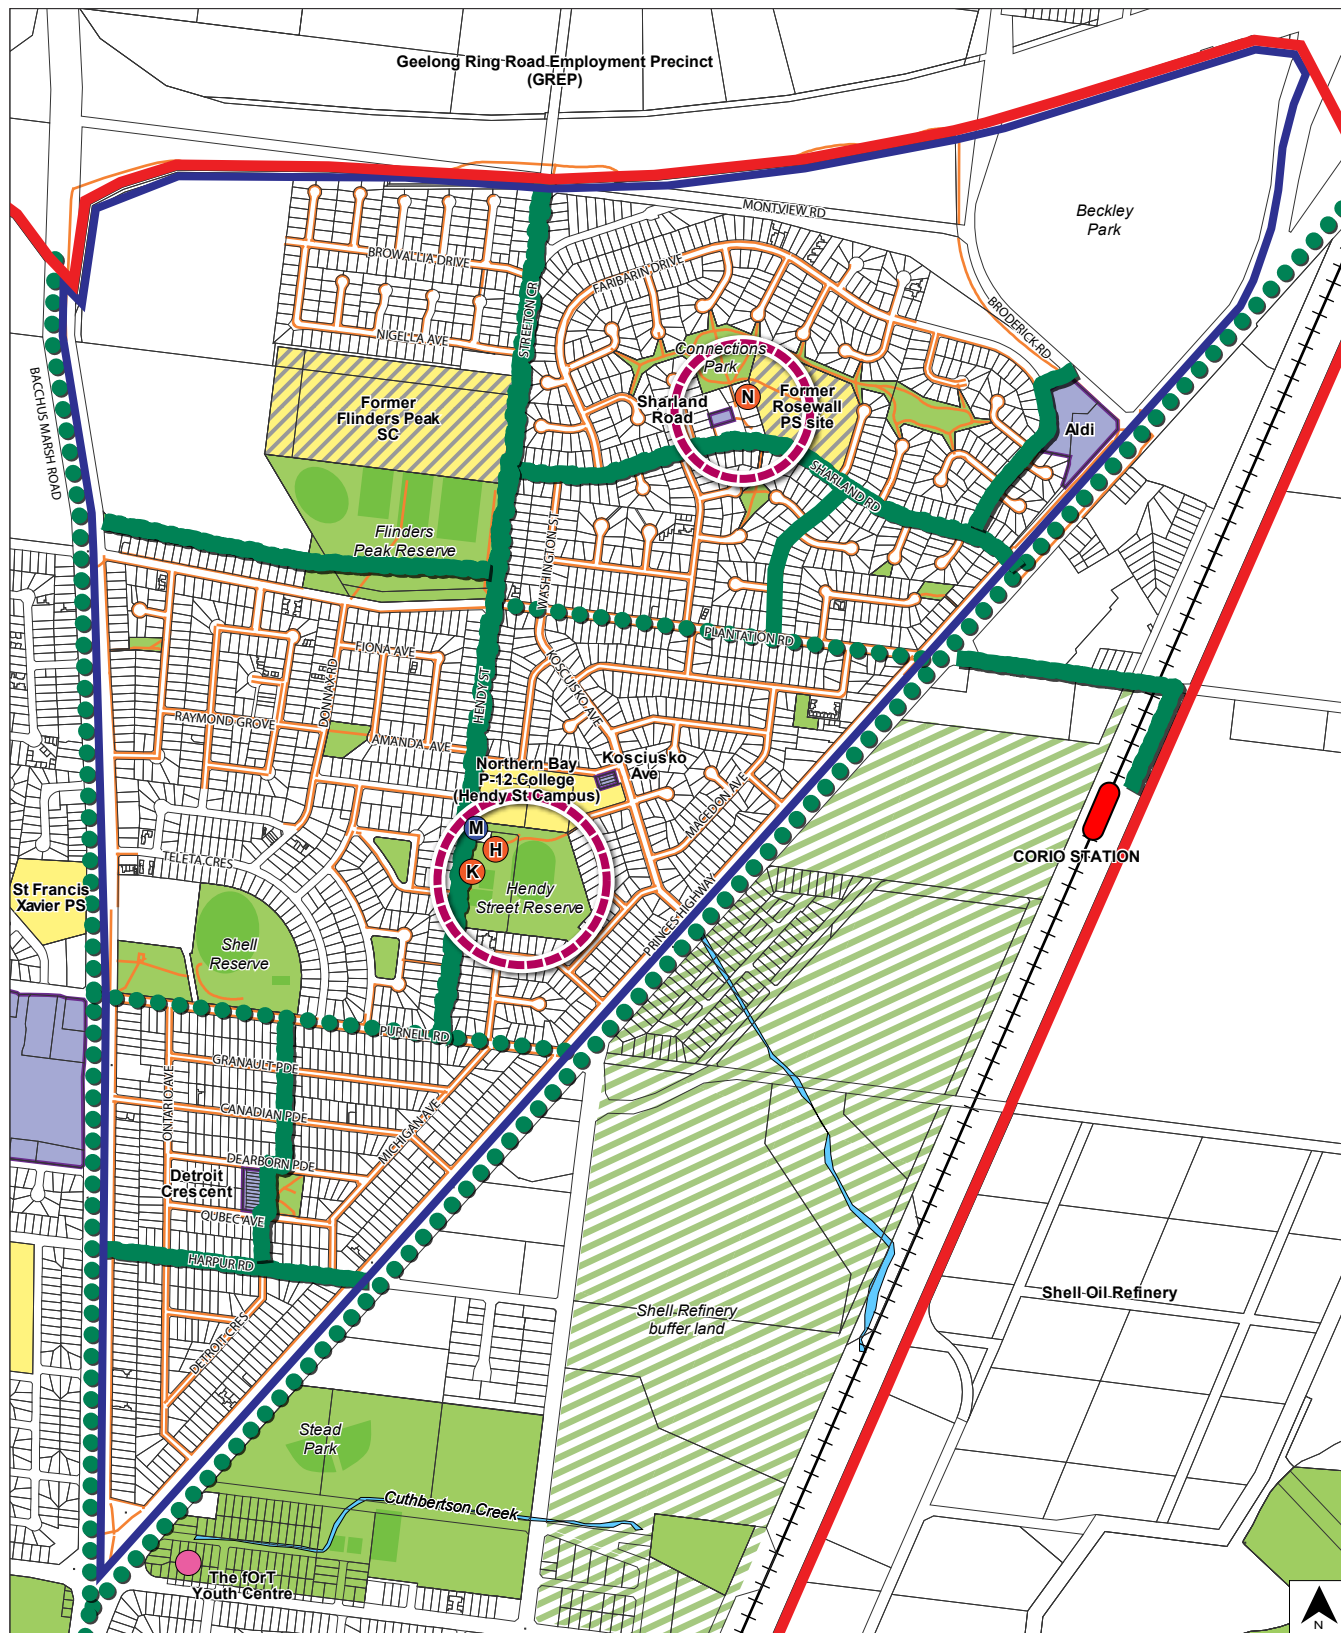 Geelong Ring Road Employment Precinct
(GREP)
MONTVIEW RD
Beckley
Park
BROWALLIA DRIVE
FARIBARIN DRIVE
STREETON CR
NIGELLA AVE
BRODERICK RD
Connections
Park
BACCHUS MARSH ROAD
Former
Flinders Peak
SC
Sharland
Road
N
Former
Rosewall
PS site
Aldi
SHARLAND RD
Flinders
Peak Reserve
WASHINGTON ST
PLANTATION RD
FIONA AVE
DONNAX RD
HENDY ST
KOSCIUSKO AVE
RAYMOND GROVE
AMANDA AVE
Northern Bay
P-12 College
(Hendy St Campus)
Kosciusko
Ave
MACEDON AVE
M
H
K
CORIO STATION
TELETA CRES
St Francis
Xavier PS
Hendy
Street Reserve
PRINCES HIGHWAY
Shell
Reserve
PURNELL RD
GRANAULT PDE
ONTARIO AVE
CANADIAN PDE
MICHIGAN AVE
DEARBORN PDE
Detroit
Crescent
QUBEC AVE
HARPUR RD
Shell Oil Refinery
Shell Refinery
buffer land
DETROIT CRES
Stead
Park
Cuthbertson Creek
The fOrT
Youth Centre
N